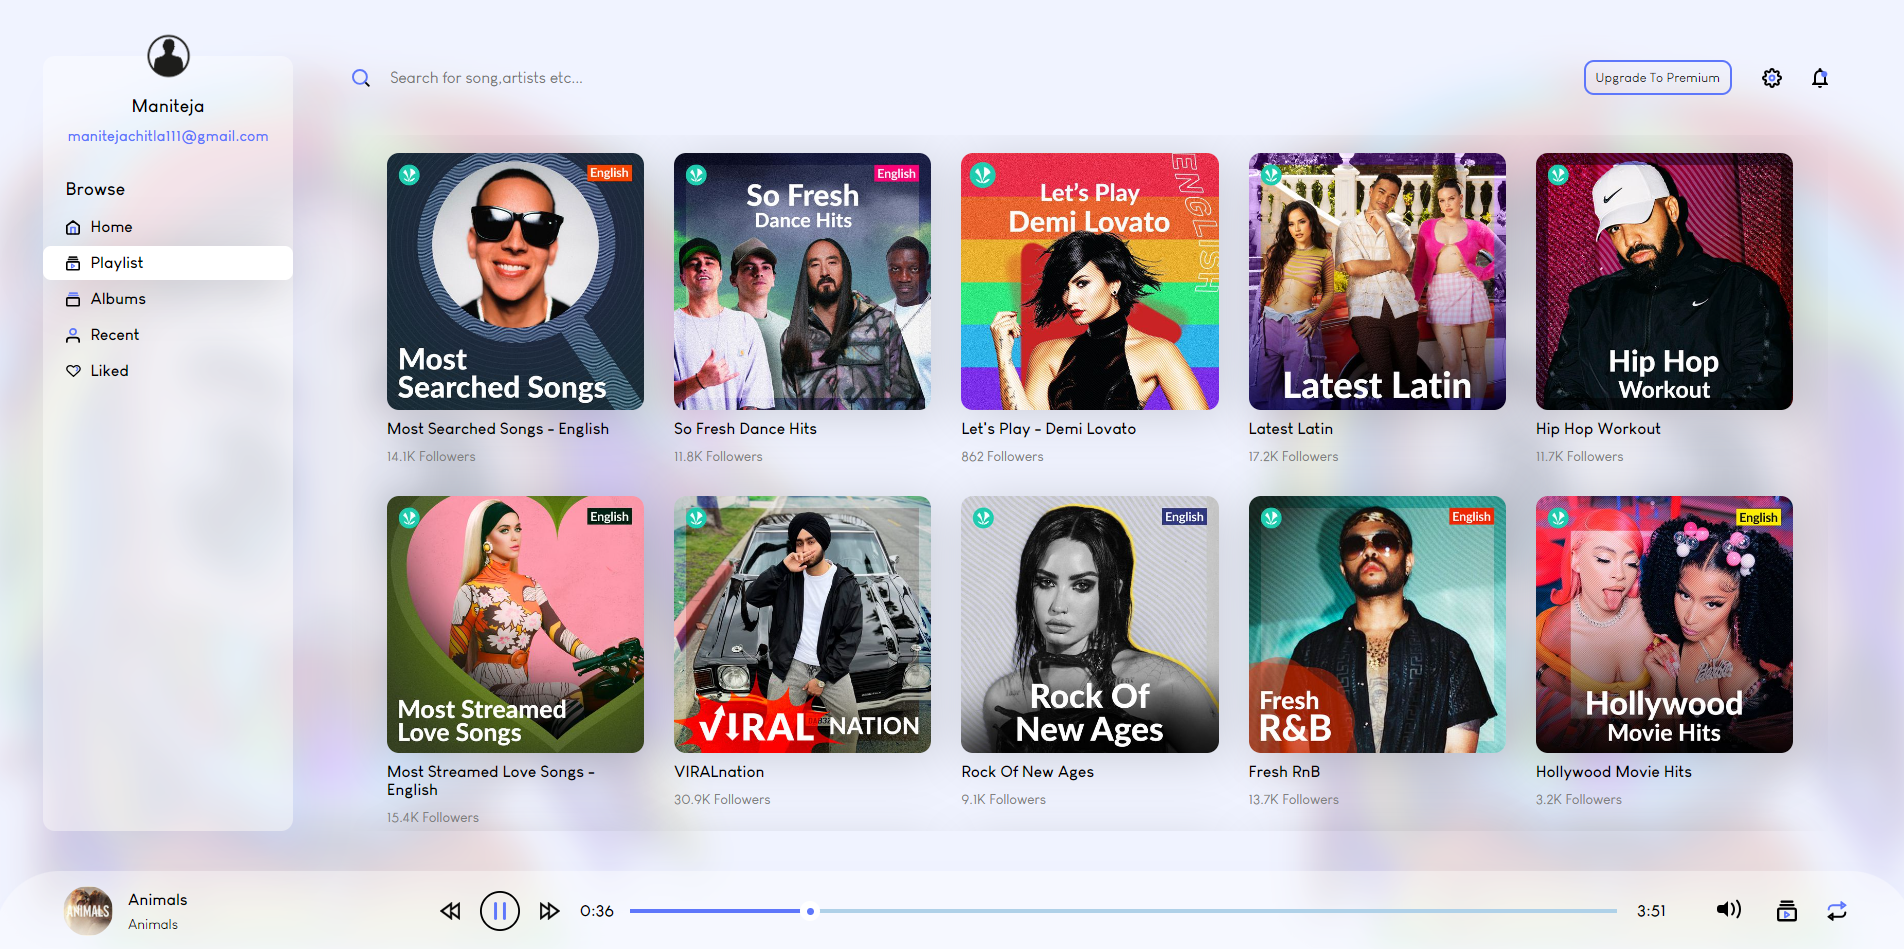 Maniteja
manitejachitla111@gmail.com
Browse
Home
Playlist
Albums
Recent
Liked
Search for song,artists etc...
Upgrade To Premium
English
Most
Searched Songs
Most Searched Songs - English
14.1K Followers
English
So Fresh
Dance Hits
So Fresh Dance Hits
11.8K Followers
ENGLISH
Let's Play
Demi Lovato
Let's Play - Demi Lovato
862 Followers
Latest Latin
Latest Latin
17.2K Followers
Hip Hop
Workout
Hip Hop Workout
11.7K Followers
English
Most Streamed
Love Songs
Most Streamed Love Songs -
English
15.4K Followers
VIRAL NATION
VIRALnation
30.9K Followers
English
Rock Of
New Ages
Rock Of New Ages
9.1K Followers
English
Fresh
R&B
Fresh RnB
13.7K Followers
English
Hollywood
Movie Hits
Hollywood Movie Hits
3.2K Followers
ANIMALS
Animals
Animals
0:36
3:51